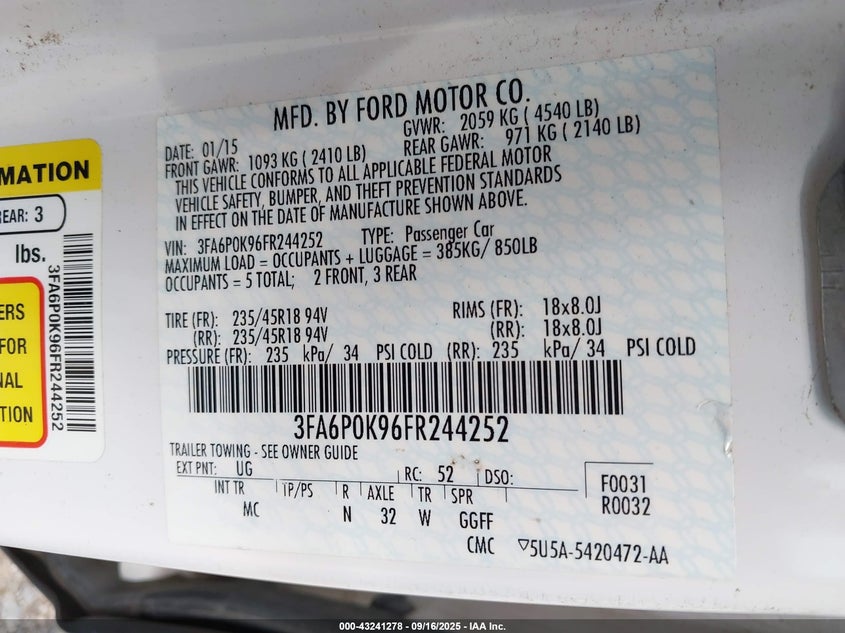 MFD. BY FORD MOTOR CO.
DATE: 01/15 GVWR: 2059 KG ( 4540 LB)
FRONT GAWR: 1093 KG ( 2410 LB) REAR GAWR: 971 KG ( 2140 LB)
THIS VEHICLE CONFORMS TO ALL APPLICABLE FEDERAL MOTOR
VEHICLE SAFETY, BUMPER, AND THEFT PREVENTION STANDARDS
IN EFFECT ON THE DATE OF MANUFACTURE SHOWN ABOVE.
VIN: 3FA6P0K96FR244252 TYPE: Passenger Car
MAXIMUM LOAD = OCCUPANTS + LUGGAGE = 385KG/ 850LB
OCCUPANTS = 5 TOTAL; 2 FRONT, 3 REAR
TIRE (FR): 235/45R18 94V RIMS (FR): 18x8.0J
(RR): 235/45R18 94V (RR): 18x8.0J
PRESSURE (FR): 235 kPa/ 34 PSI COLD (RR): 235 kPa/ 34 PSI COLD
3FA6P0K96FR244252
TRAILER TOWING - SEE OWNER GUIDE
EXT PNT: UG RC: 52 DSO:
INT TR TP/PS R AXLE TR SPR
MC N 32 W GGFF
F0031
R0032
CMC ▽5U5A-5420472-AA
MATION
REAR: 3
lbs.
3FA6P0K96FR244252
ERS
FOR
NAL
TION
000-43241278 - 09/16/2025 - IAA Inc.